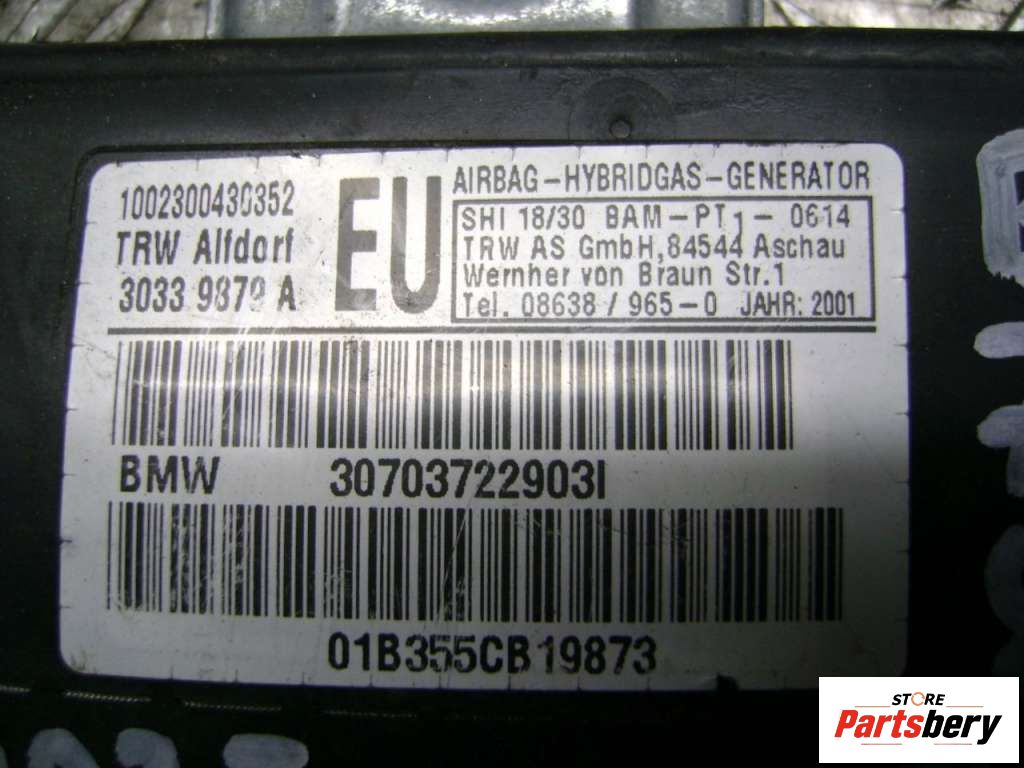 1002300430352
TRW Alfdorf
3033 9879 A
EU
AIRBAG-HYBRIDGAS-GENERATOR
SHI 18/30 BAM-PT1-0614
TRW AS GmbH,84544 Aschau
Wernher von Braun Str.1
Tel. 08638/965-0 JAHR: 2001
BMW 30703722903I
01B355CB19873
STORE
Partsbery